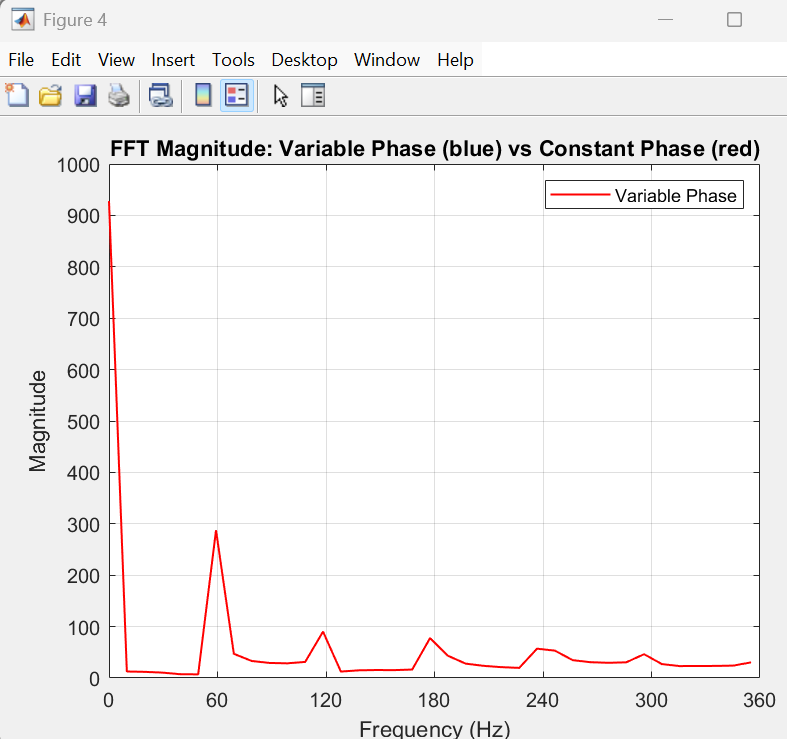 Figure 4
File Edit View Insert Tools Desktop Window Help
FFT Magnitude: Variable Phase (blue) vs Constant Phase (red)
Variable Phase
1000
900
800
700
600
500
400
300
200
100
0
Magnitude
0 60 120 180 240 300 360
Frequency (Hz)